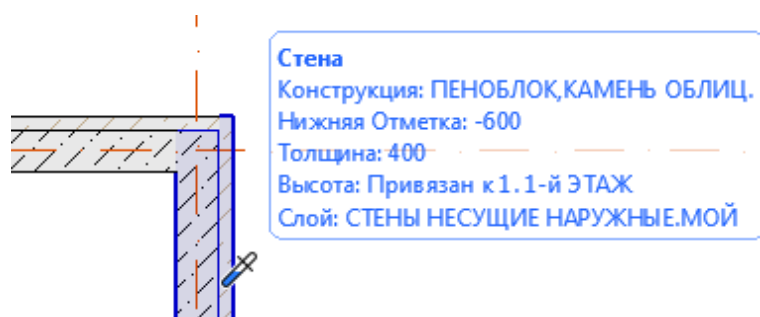 Стена
Конструкция: ПЕНОБЛОК,КАМЕНЬ ОБЛИЦ.
Нижняя Отметка: -600
Толщина: 400
Высота: Привязан к 1. 1-й ЭТАЖ
Слой: СТЕНЫ НЕСУЩИЕ НАРУЖНЫЕ.МОЙ